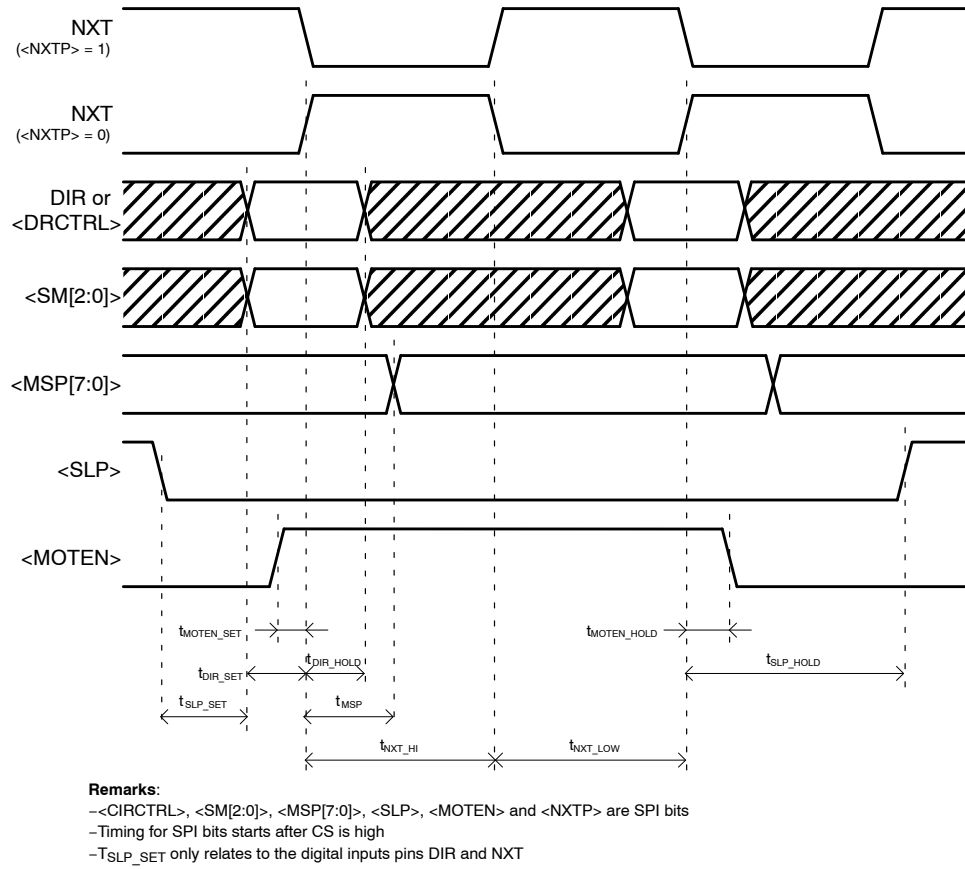 NXT
(<NXTP> = 1)
NXT
(<NXTP> = 0)
DIR or
<DRCTRL>
<SM[2:0]>
<MSP[7:0]>
<SLP>
<MOTEN>
tMOTEN_SET
tMOTEN_HOLD
tDIR_SET
tDIR_HOLD
tSLP_HOLD
tSLP_SET
tMSP
tNXT_HI
tNXT_LOW
Remarks:
–<CIRCTRL>, <SM[2:0]>, <MSP[7:0]>, <SLP>, <MOTEN> and <NXTP> are SPI bits
–Timing for SPI bits starts after CS is high
–TSLP_SET only relates to the digital inputs pins DIR and NXT